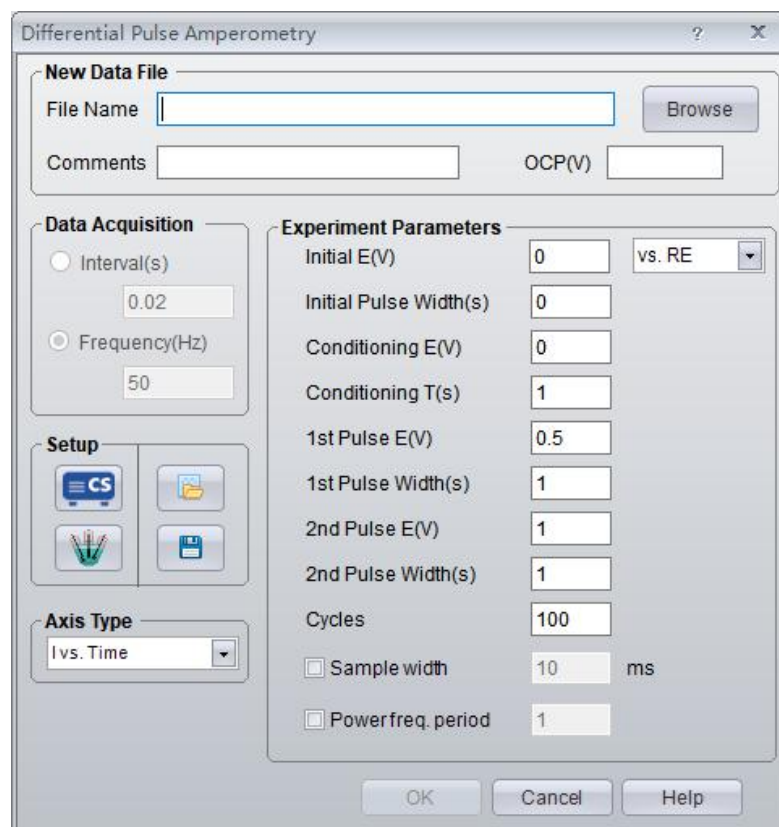 Differential Pulse Amperometry ? X
New Data File
File Name Browse
Comments OCP(V)
Data Acquisition
Interval(s)
0.02
Frequency(Hz)
50
Setup
CS
Axis Type
I vs. Time
Experiment Parameters
Initial E(V) 0 vs. RE
Initial Pulse Width(s) 0
Conditioning E(V) 0
Conditioning T(s) 1
1st Pulse E(V) 0.5
1st Pulse Width(s) 1
2nd Pulse E(V) 1
2nd Pulse Width(s) 1
Cycles 100
Sample width 10 ms
Power freq. period 1
OK Cancel Help